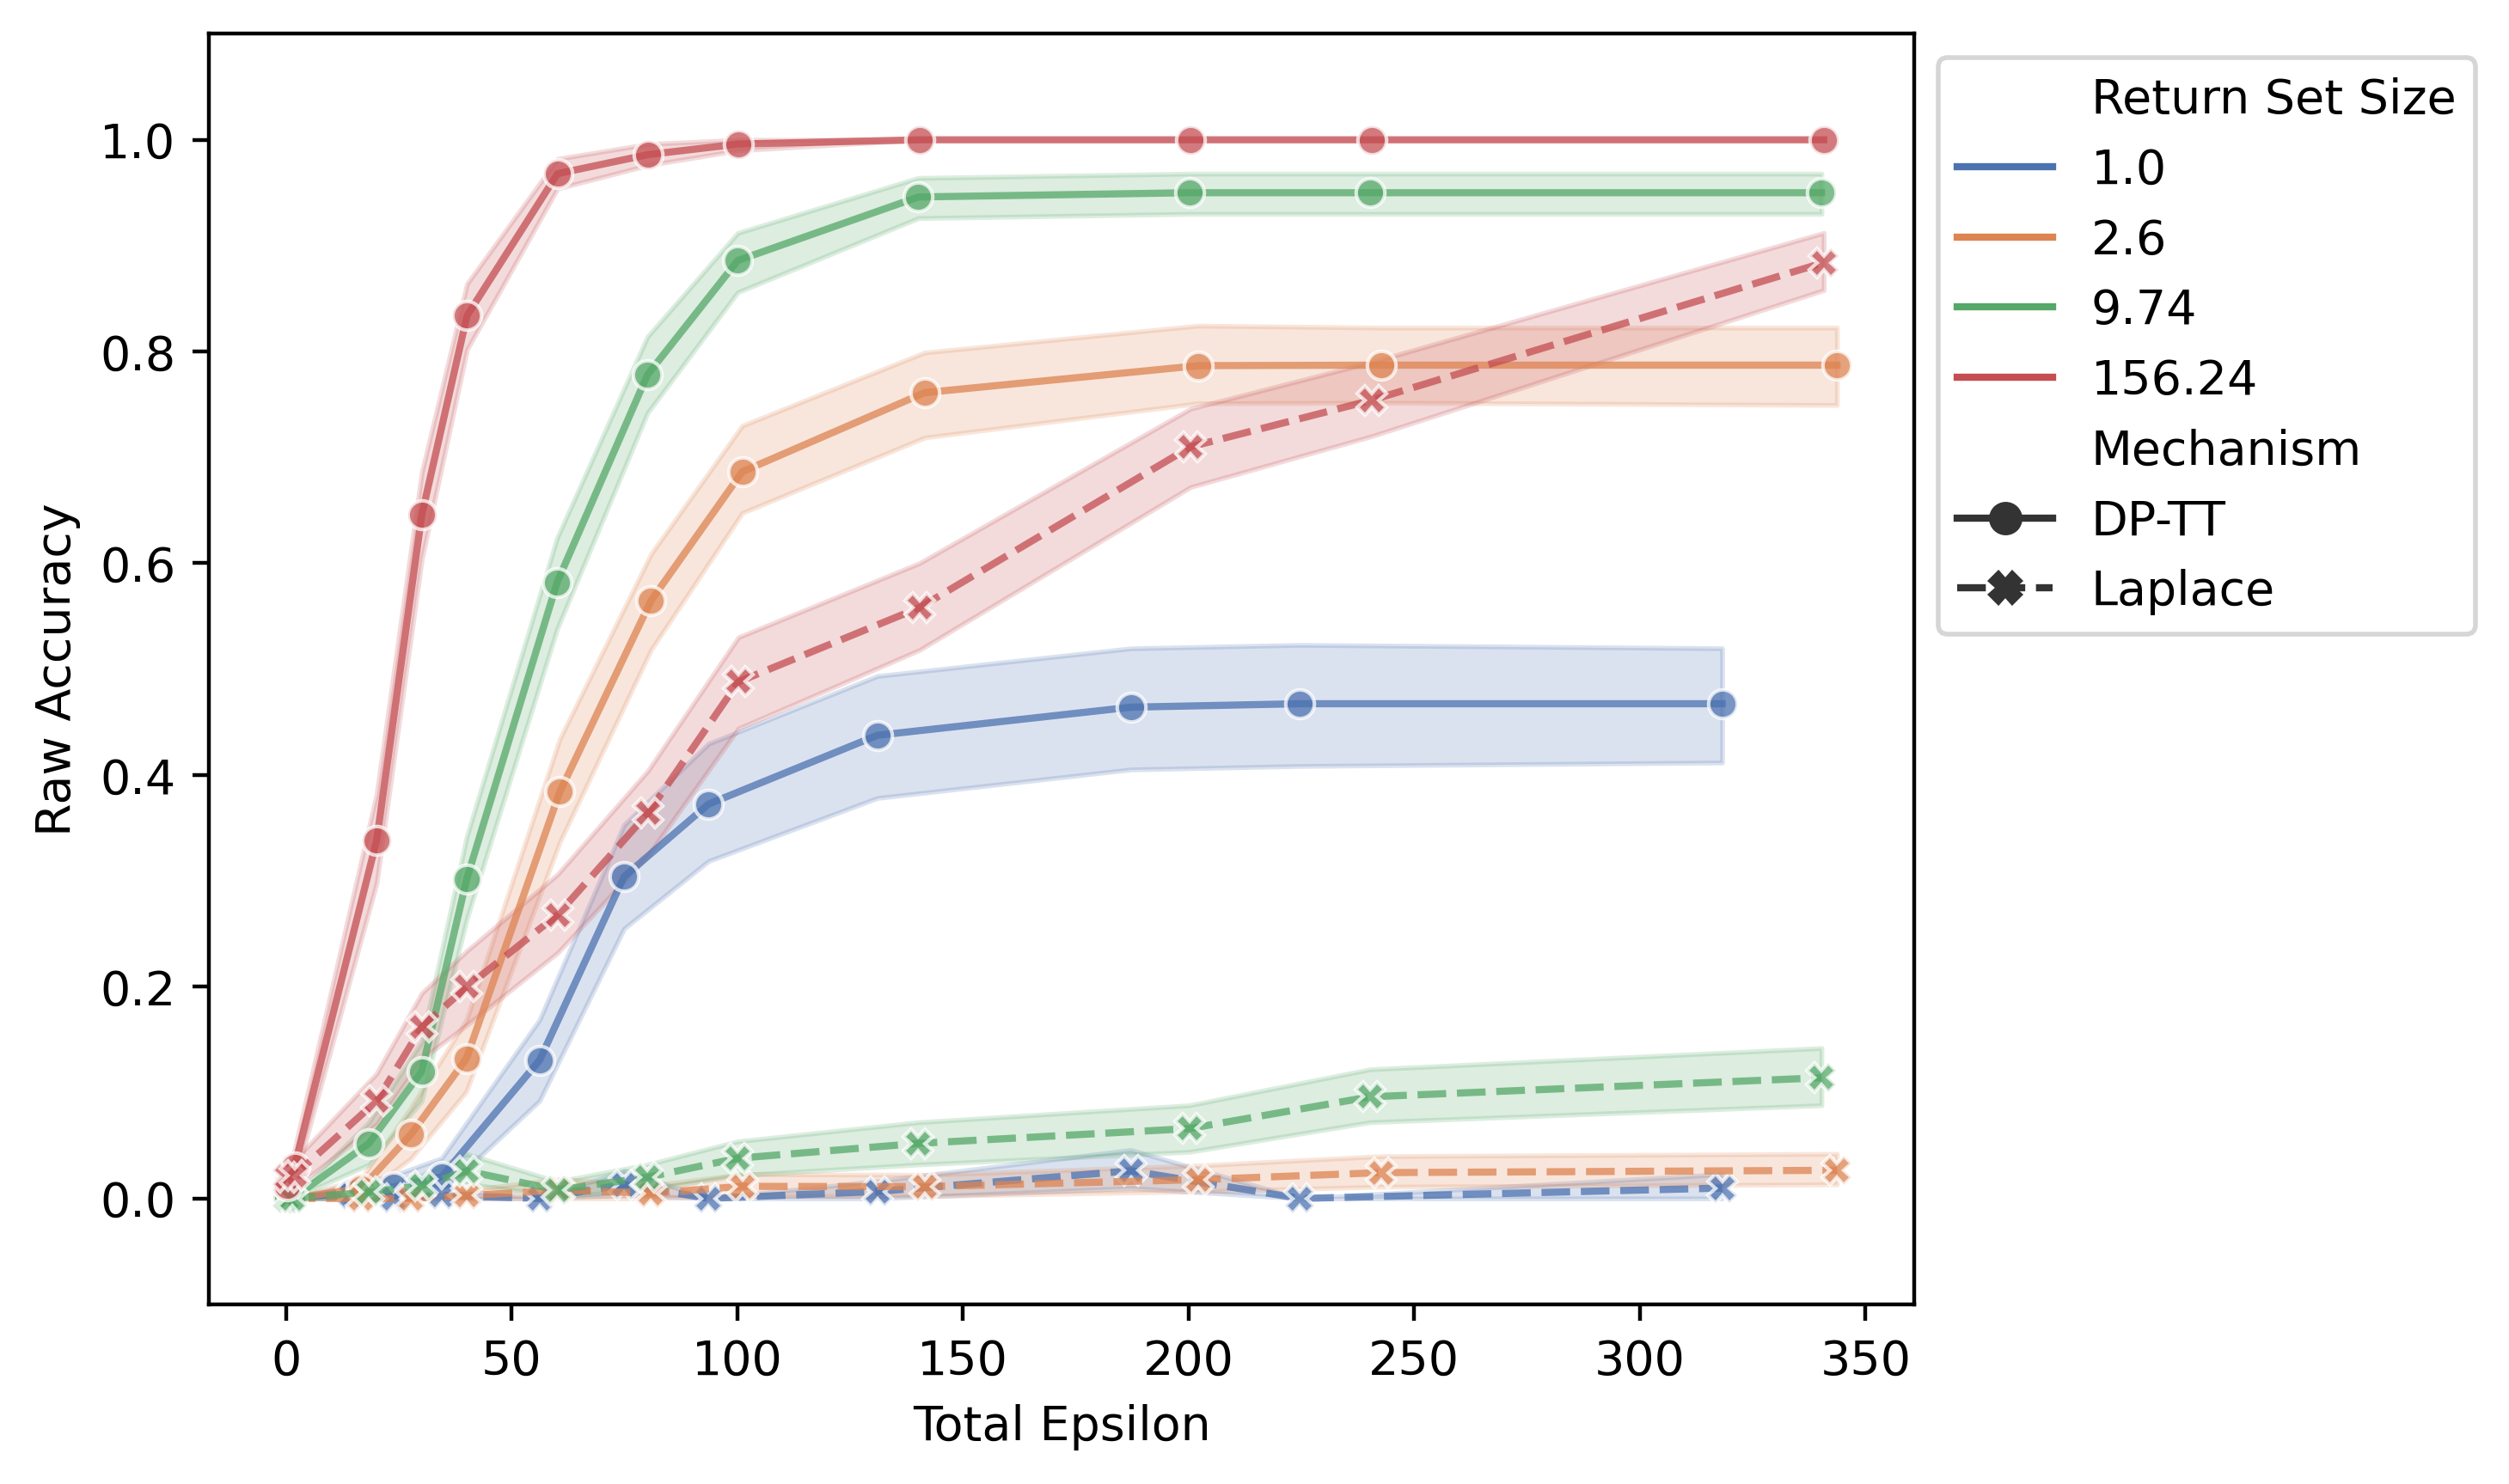 1.0
0.8
0.6
0.4
0.2
0.0
Raw Accuracy
0 50 100 150 200 250 300 350
Total Epsilon
Return Set Size
1.0
2.6
9.74
156.24
Mechanism
DP-TT
Laplace